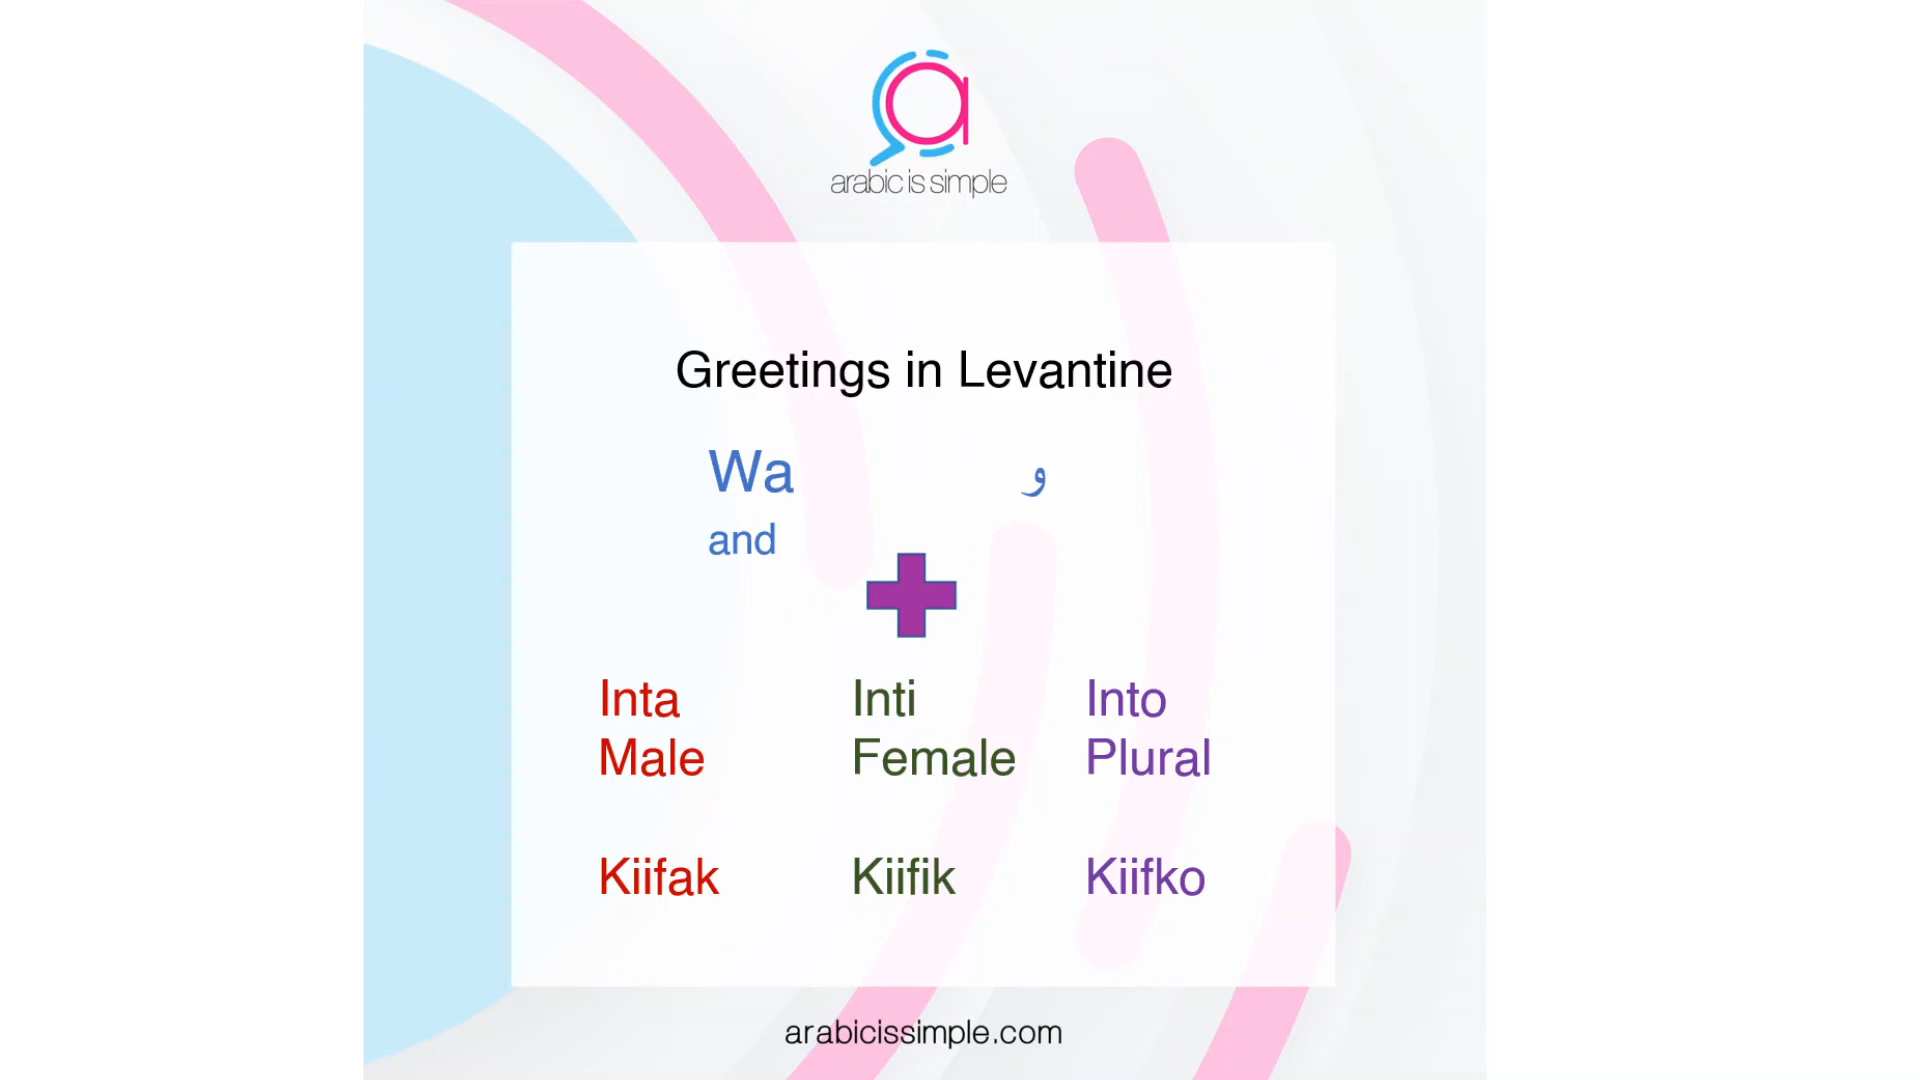 arabic is simple
Greetings in Levantine
Wa و
and
Inta Inti Into
Male Female Plural
Kiifak Kiifik Kiifko
arabicissimple.com